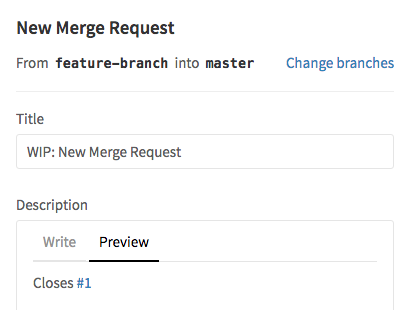 New Merge Request
From feature-branch into master Change branches
Title
WIP: New Merge Request
Description
Write Preview
Closes #1